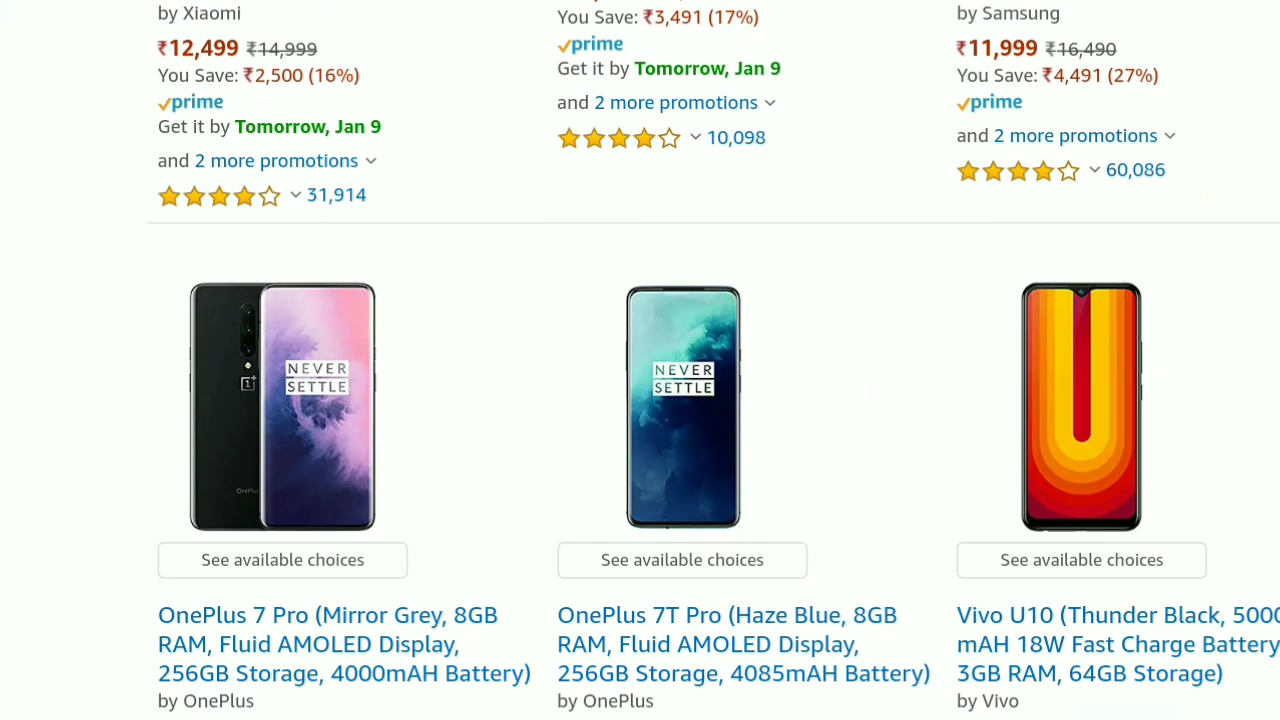 by Xiaomi
₹12,499 ₹14,999
You Save: ₹2,500 (16%)
prime
Get it by Tomorrow, Jan 9
and 2 more promotions
31,914
You Save: ₹3,491 (17%)
prime
Get it by Tomorrow, Jan 9
and 2 more promotions
10,098
by Samsung
₹11,999 ₹16,490
You Save: ₹4,491 (27%)
prime
and 2 more promotions
60,086
NEVER
SETTLE
OnePlus
See available choices
OnePlus 7 Pro (Mirror Grey, 8GB
RAM, Fluid AMOLED Display,
256GB Storage, 4000mAH Battery)
by OnePlus
NEVER
SETTLE
See available choices
OnePlus 7T Pro (Haze Blue, 8GB
RAM, Fluid AMOLED Display,
256GB Storage, 4085mAH Battery)
by OnePlus
See available choices
Vivo U10 (Thunder Black, 5000
mAH 18W Fast Charge Battery
3GB RAM, 64GB Storage)
by Vivo